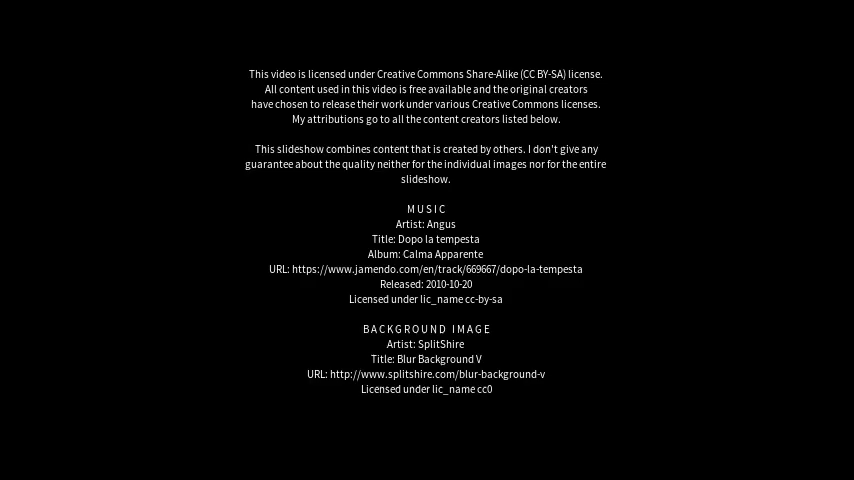 This video is licensed under Creative Commons Share-Alike (CC BY-SA) license.
All content used in this video is free available and the original creators
have chosen to release their work under various Creative Commons licenses.
My attributions go to all the content creators listed below.
This slideshow combines content that is created by others. I don't give any
guarantee about the quality neither for the individual images nor for the entire
slideshow.
MUSIC
Artist: Angus
Title: Dopo la tempesta
Album: Calma Apparente
URL: https://www.jamendo.com/en/track/669667/dopo-la-tempesta
Released: 2010-10-20
Licensed under lic_name cc-by-sa
BACKGROUND IMAGE
Artist: SplitShire
Title: Blur Background V
URL: http://www.splitshire.com/blur-background-v
Licensed under lic_name cc0